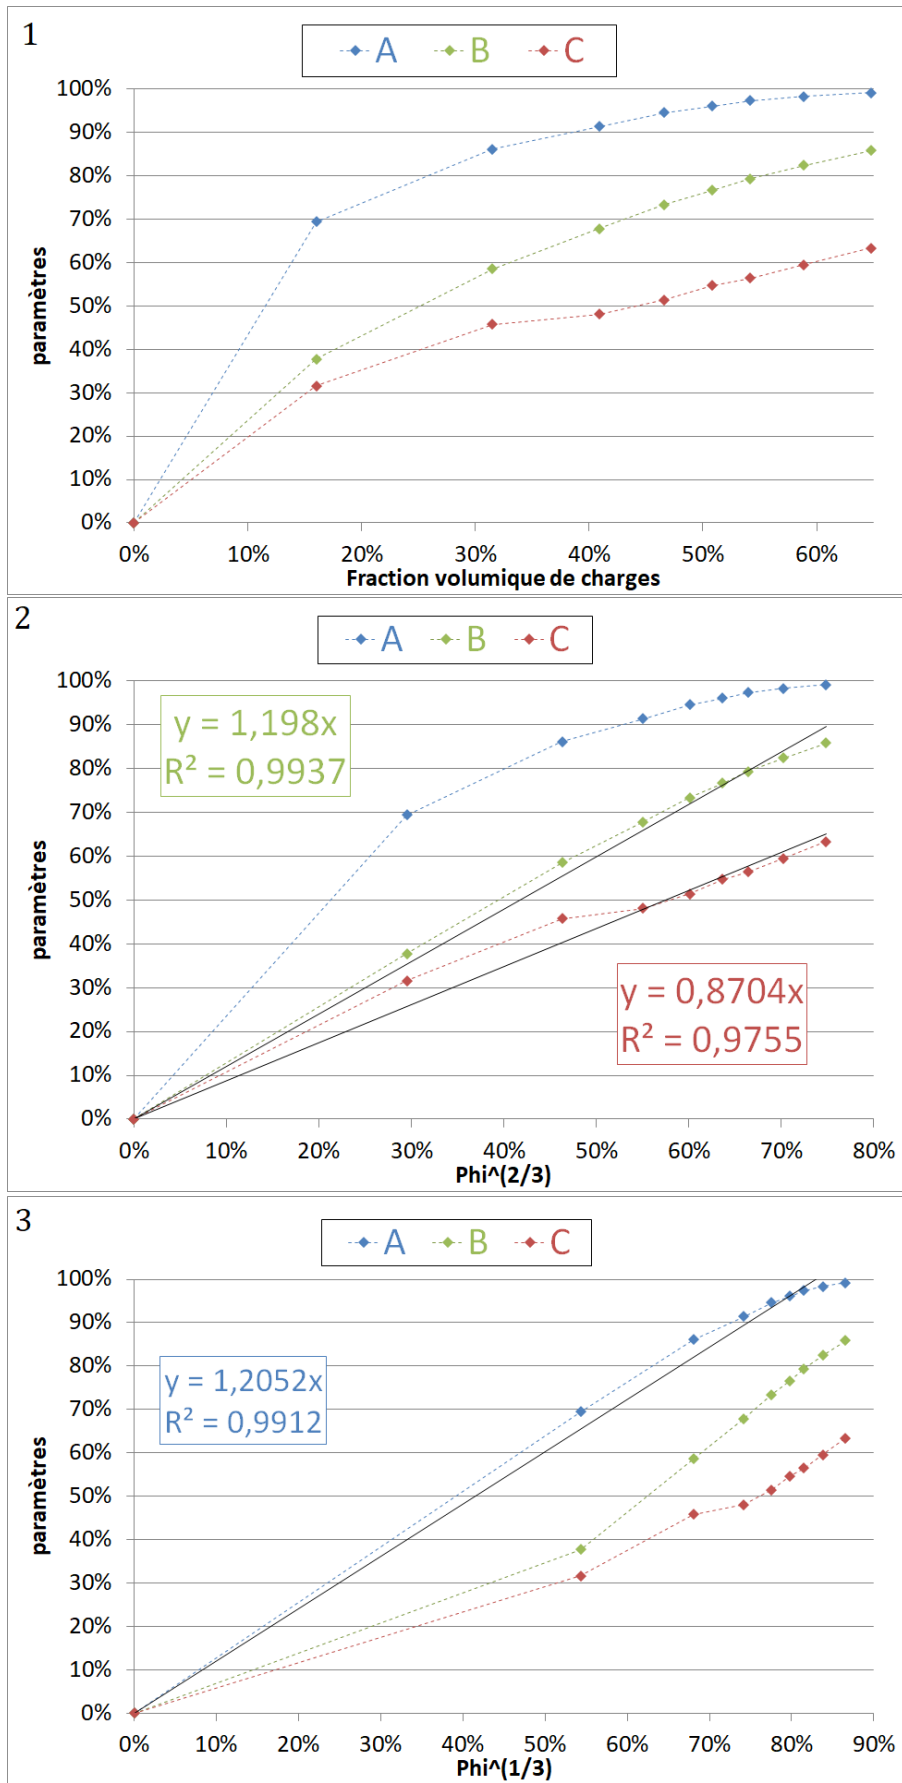 1
A B C
100%
90%
80%
70%
60%
50%
40%
30%
20%
10%
0%
paramètres
0% 10% 20% 30% 40% 50% 60%
Fraction volumique de charges
2
A B C
100%
90%
80%
70%
60%
50%
40%
30%
20%
10%
0%
paramètres
y = 1,198x
R² = 0,9937
y = 0,8704x
R² = 0,9755
0% 10% 20% 30% 40% 50% 60% 70% 80%
Phi^(2/3)
3
A B C
100%
90%
80%
70%
60%
50%
40%
30%
20%
10%
0%
paramètres
y = 1,2052x
R² = 0,9912
0% 10% 20% 30% 40% 50% 60% 70% 80% 90%
Phi^(1/3)